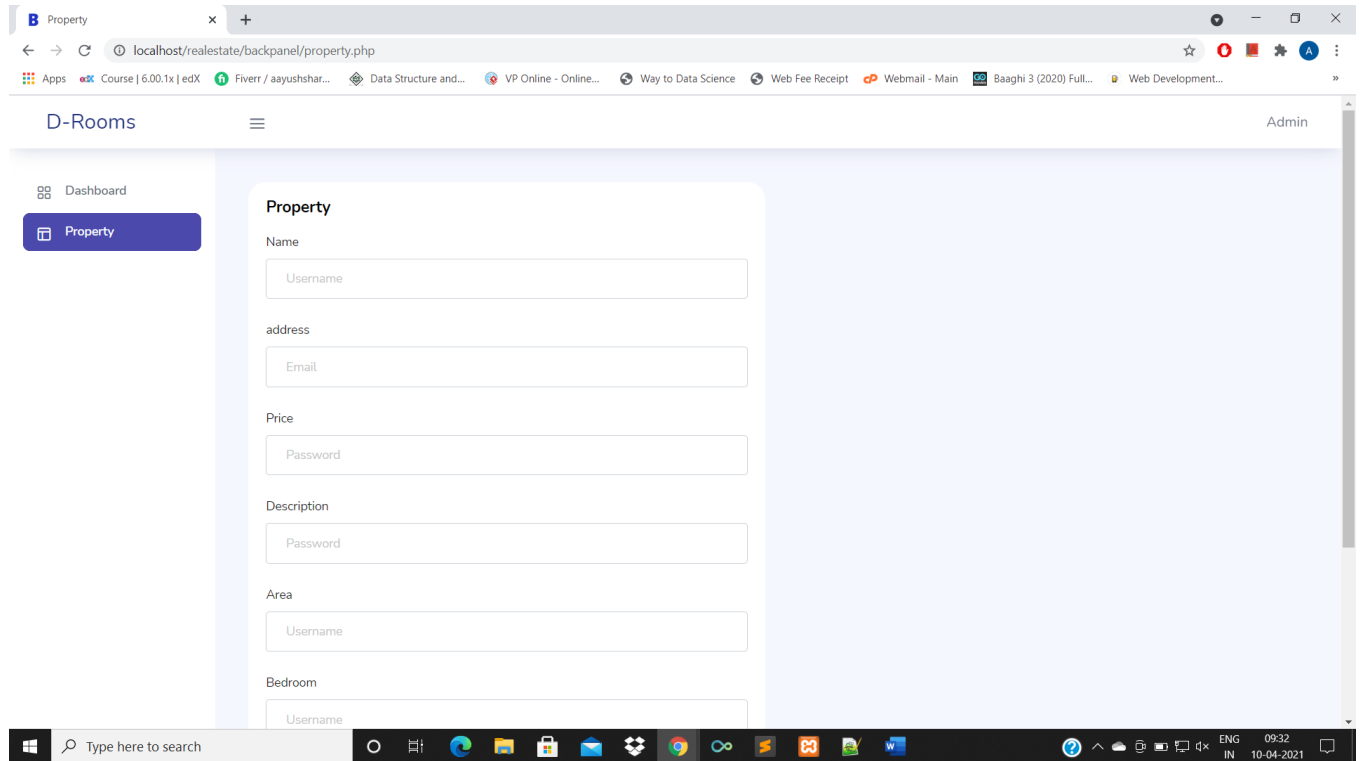 B Property
localhost/realestate/backpanel/property.php
A
Apps edX Course | 6.00.1x | edX fi Fiverr / aayushshar... Data Structure and... VP Online - Online... Way to Data Science Web Fee Receipt cP Webmail - Main Baaghi 3 (2020) Full... Web Development... »
D-Rooms Admin
Dashboard
Property
Property
Name
Username
address
Email
Price
Password
Description
Password
Area
Username
Bedroom
Username
Type here to search
ENG 09:32
IN 10-04-2021